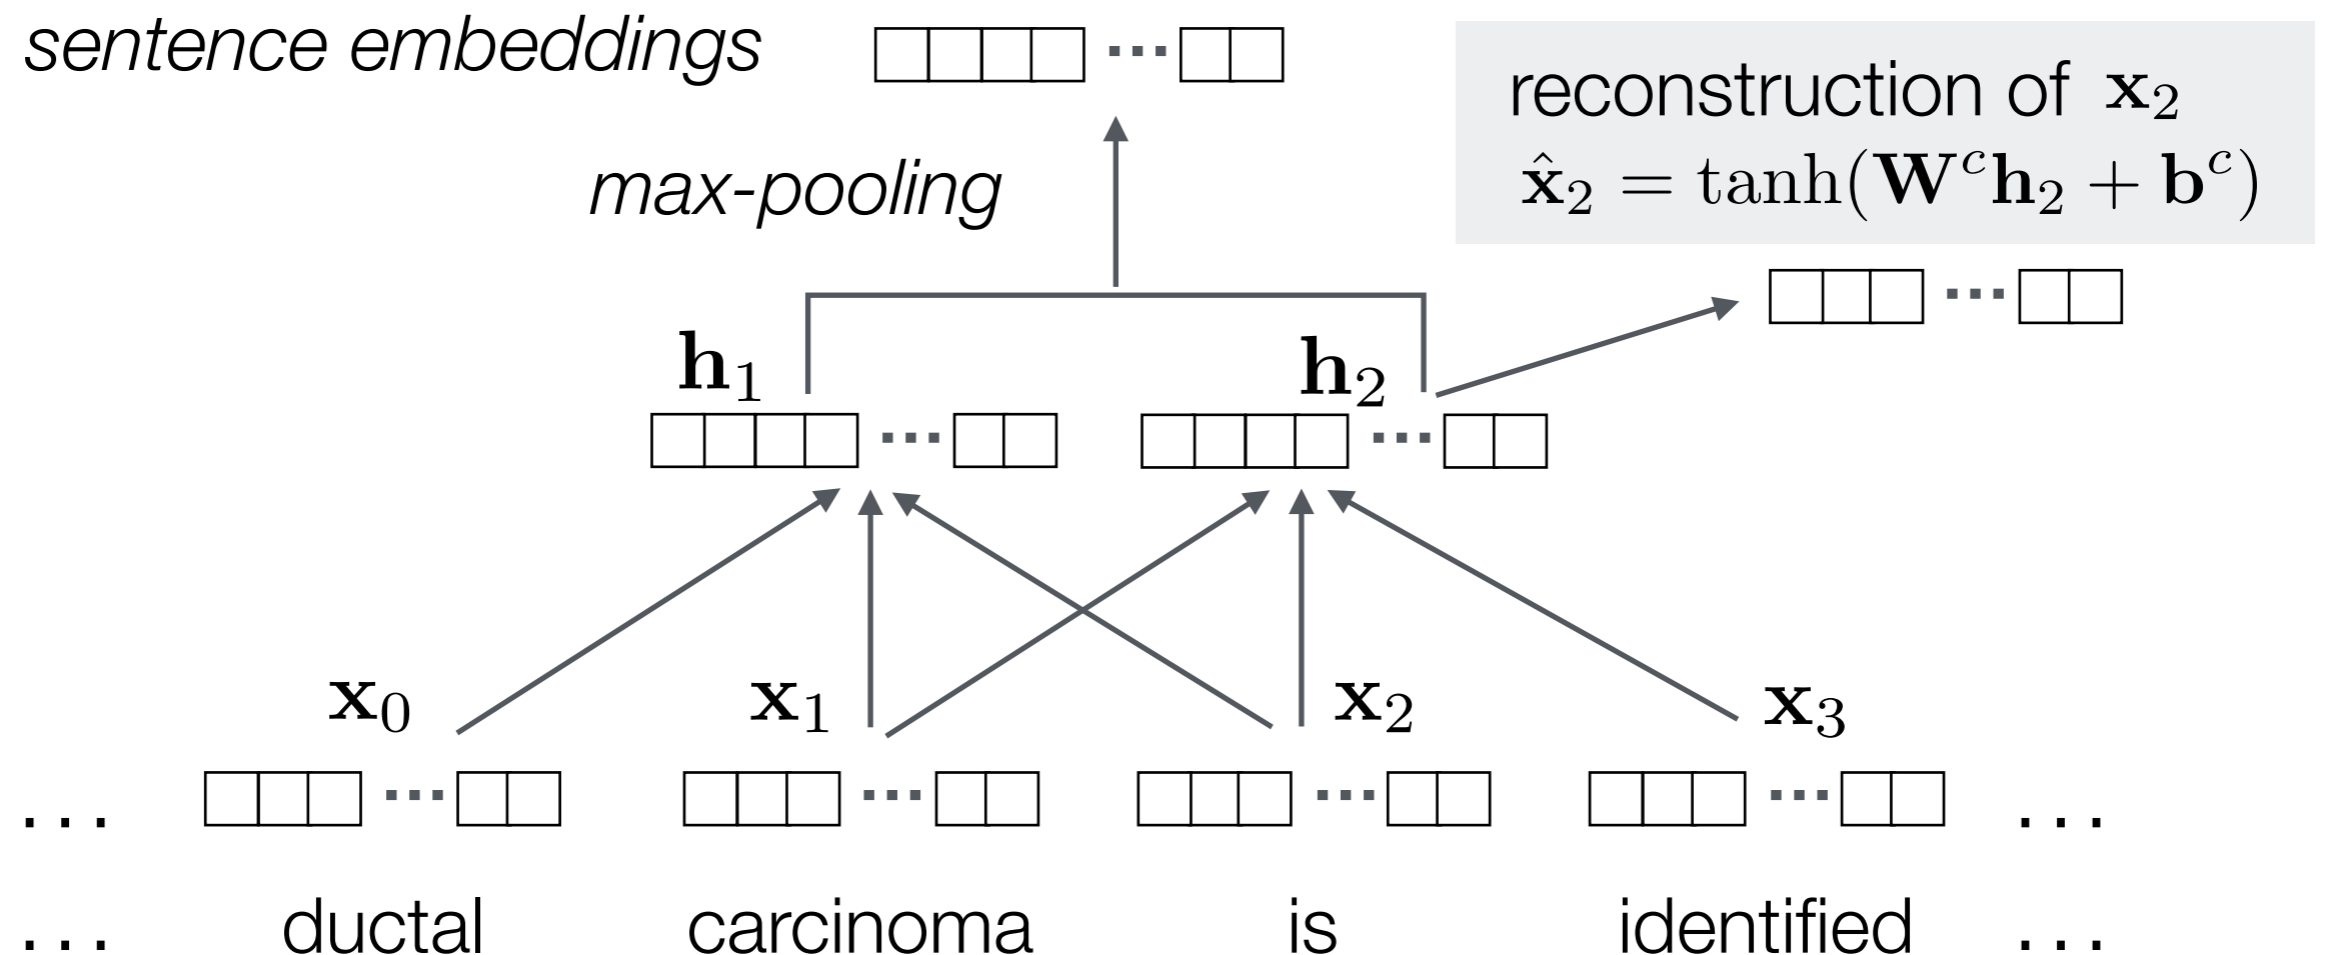 sentence embeddings
reconstruction of x₂
x̂₂ = tanh(Wᶜh₂ + bᶜ)
max-pooling
h₁ h₂
x₀ x₁ x₂ x₃
... ductal carcinoma is identified ...